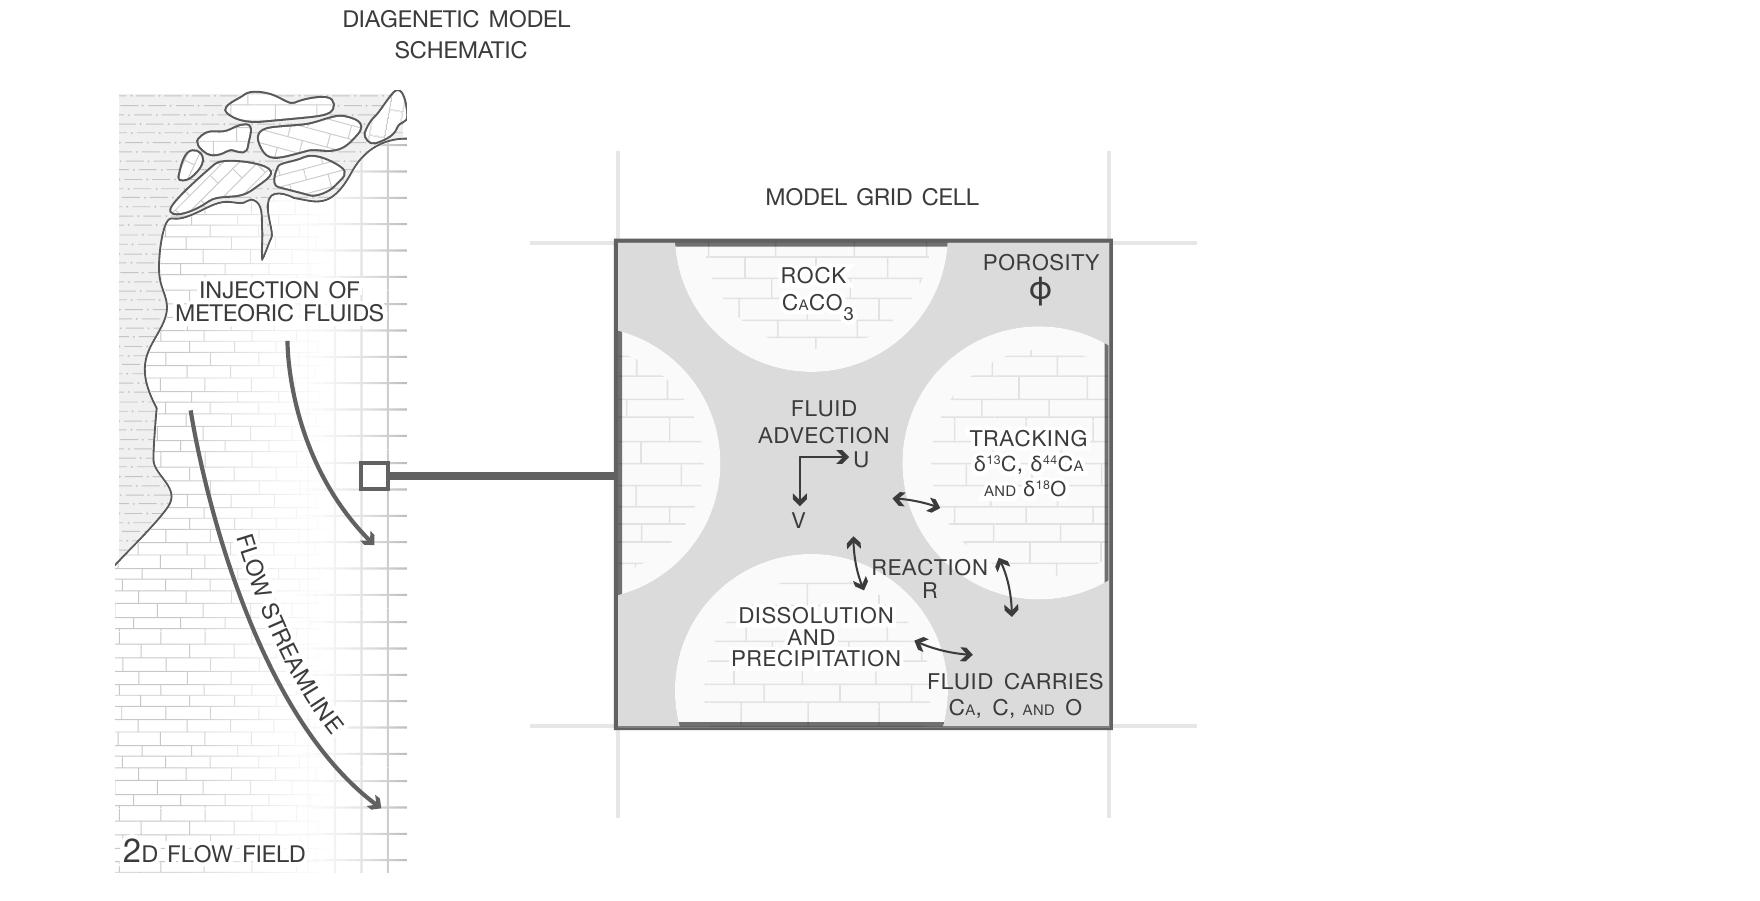 DIAGENETIC MODEL
SCHEMATIC
INJECTION OF
METEORIC FLUIDS
FLOW STREAMLINE
2D FLOW FIELD
MODEL GRID CELL
ROCK
CACO₃
POROSITY
ϕ
FLUID
ADVECTION
U
V
TRACKING
δ¹³C, δ⁴⁴CA
AND δ¹⁸O
REACTION
R
DISSOLUTION
AND
PRECIPITATION
FLUID CARRIES
CA, C, AND O